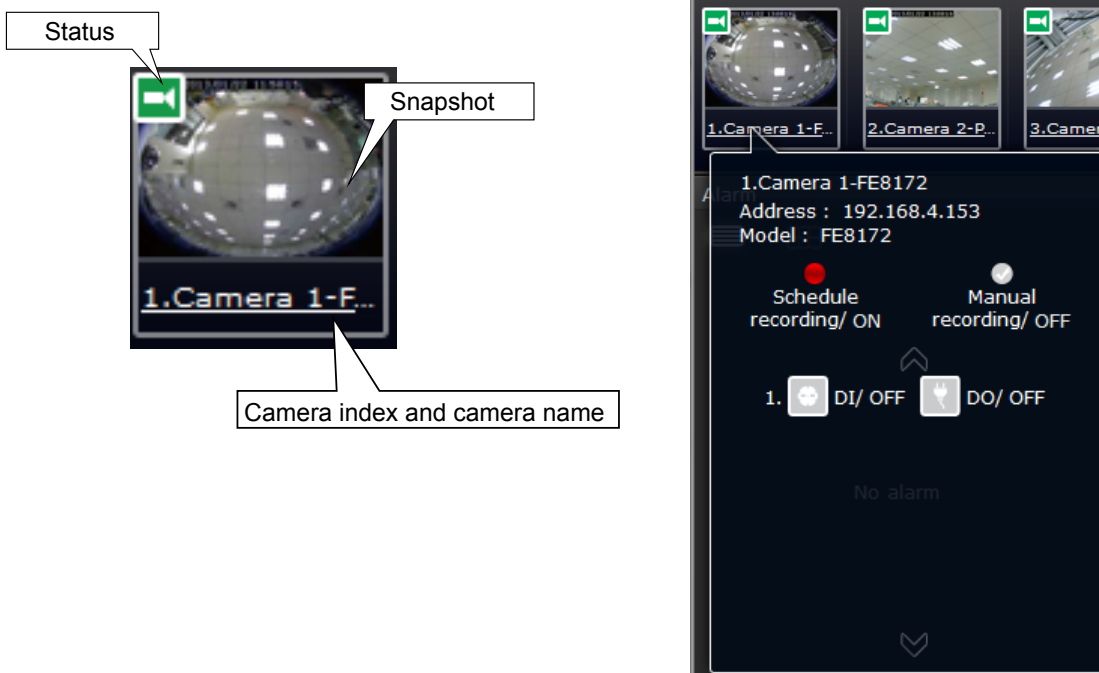 Status
Snapshot
1.Camera 1-F...
Camera index and camera name
1.Camera 1-F...
2.Camera 2-P...
3.Camer
Alarm
1.Camera 1-FE8172
Address : 192.168.4.153
Model : FE8172
Schedule
recording/ ON
Manual
recording/ OFF
1.
DI/ OFF
DO/ OFF
No alarm